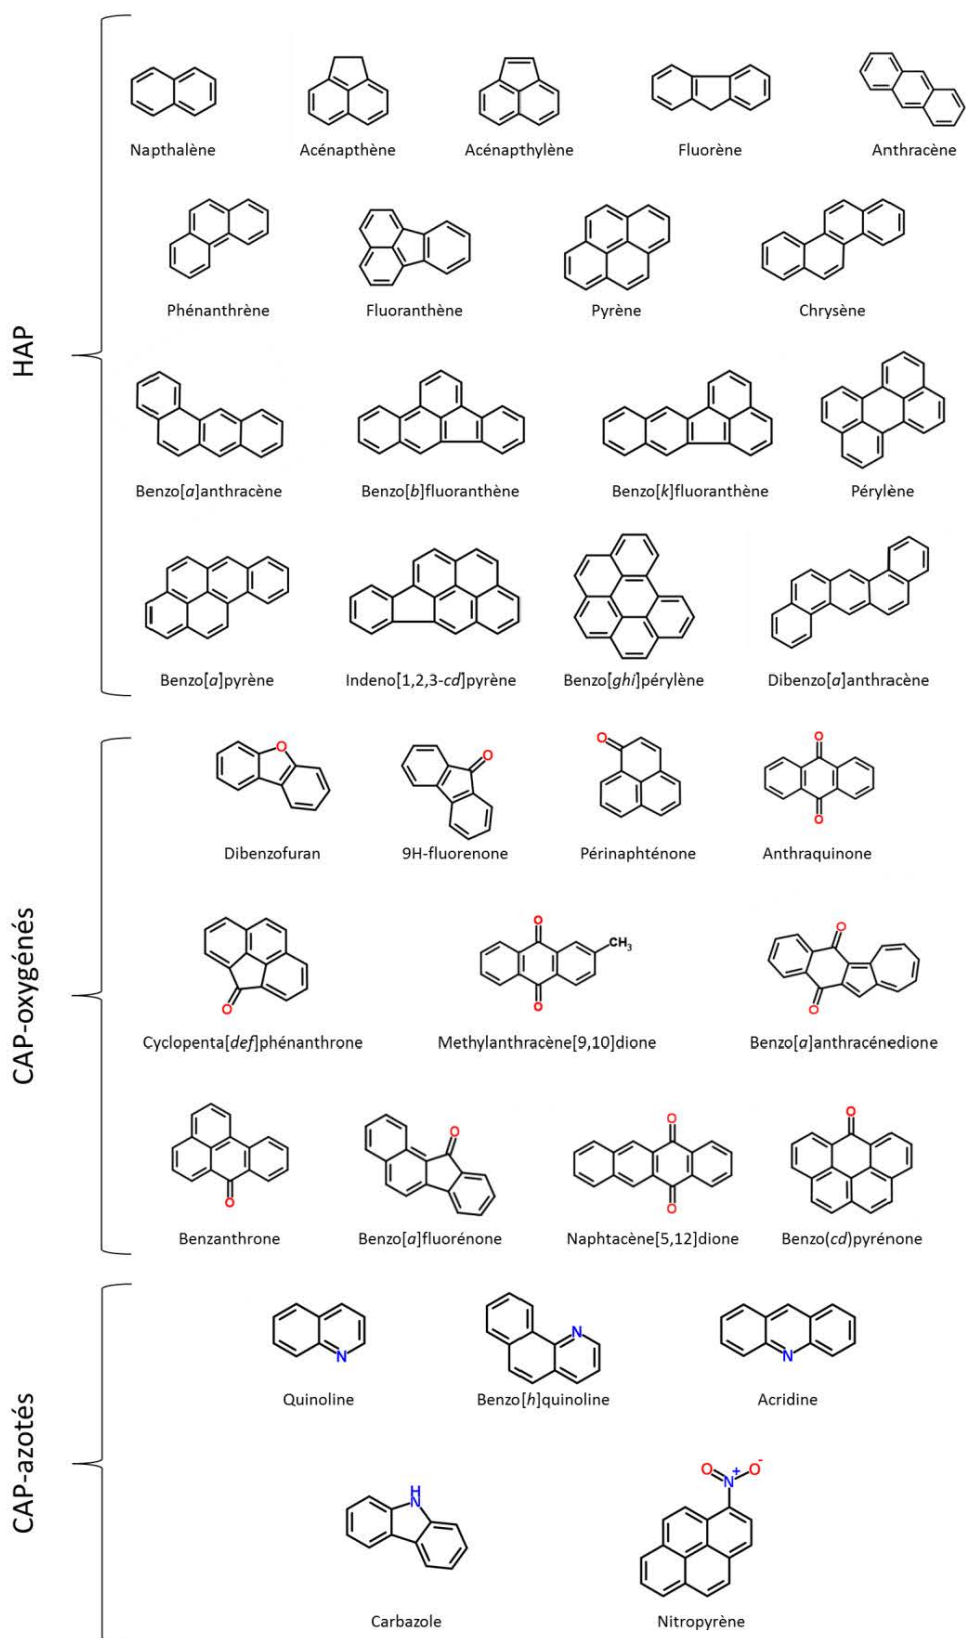 HAP
Napthalène Acénapthène Acénapthylène Fluorène Anthracène
Phénanthrène Fluoranthène Pyrène Chrysène
Benzo[a]anthracène Benzo[b]fluoranthène Benzo[k]fluoranthène Pérylène
Benzo[a]pyrène Indeno[1,2,3-cd]pyrène Benzo[ghi]pérylène Dibenzo[a]anthracène
CAP-oxygénés
O O O O
O
Dibenzofuran 9H-fluorenone Périnaphténone Anthraquinone
O O
CH3
O O O
Cyclopenta[def]phénanthrone Methylanthracène[9,10]dione Benzo[a]anthracénedione
O O O
O O
Benzanthrone Benzo[a]fluorénone Naphtacène[5,12]dione Benzo(cd)pyrénone
CAP-azotés
N N N
Quinoline Benzo[h]quinoline Acridine
H
N
O N+ O-
Carbazole Nitropyrène